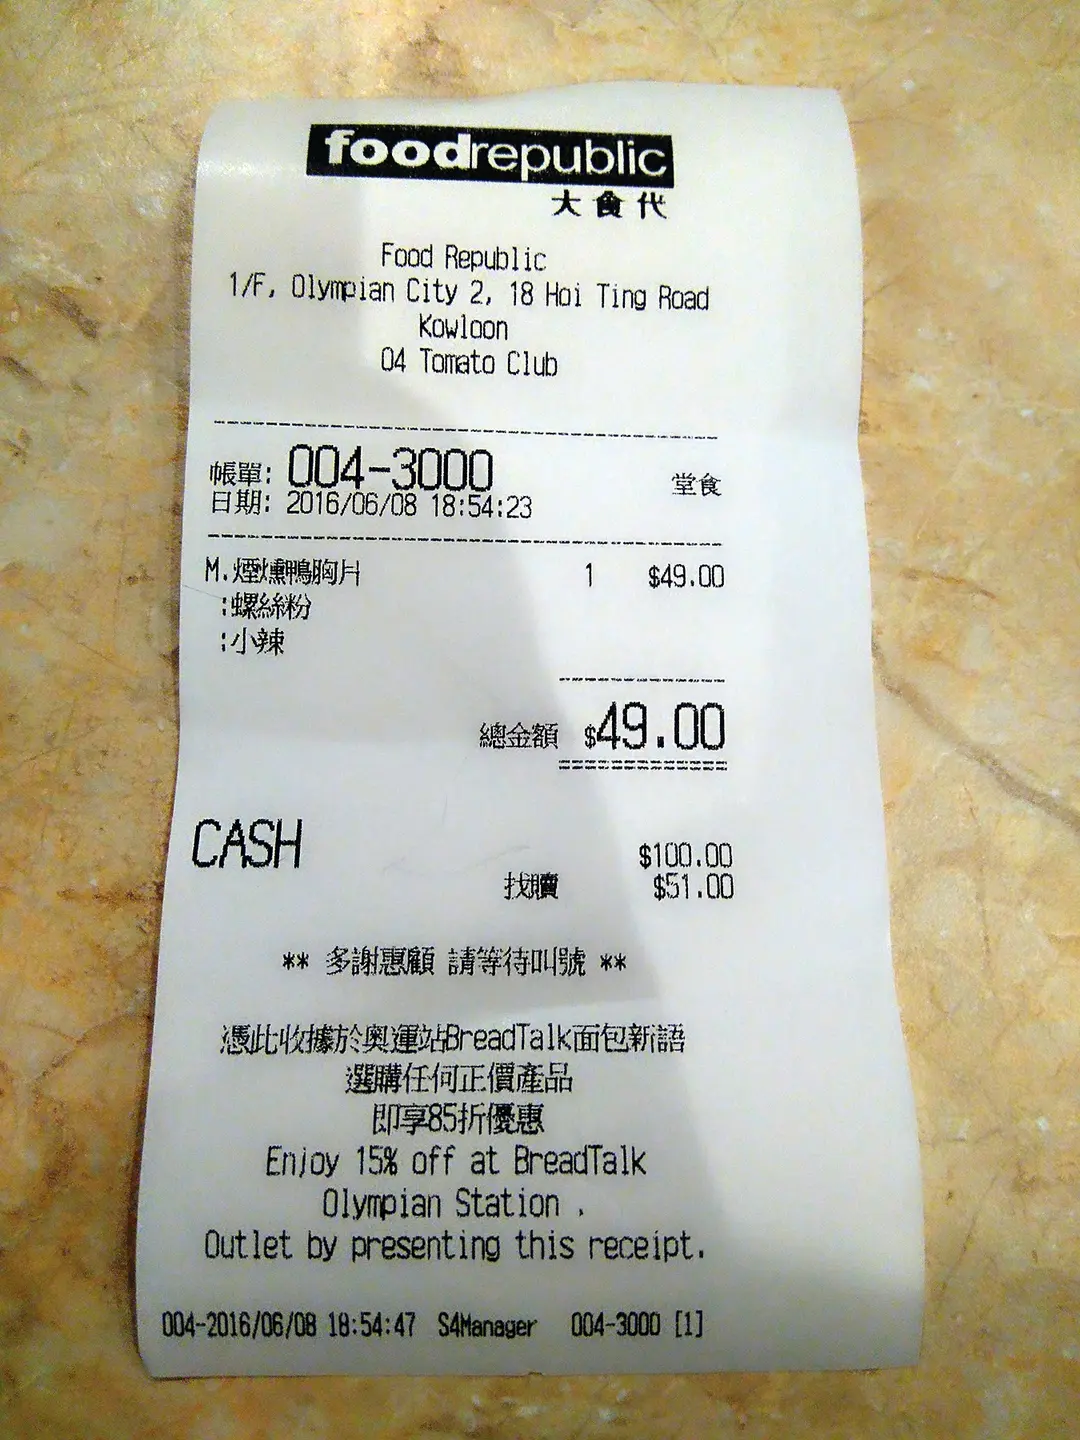 foodrepublic
大食代
Food Republic
1/F, Olympian City 2, 18 Hoi Ting Road
Kowloon
04 Tomato Club
帳單: 004-3000 堂食
日期: 2016/06/08 18:54:23
M.煙燻鴨胸片 1 $49.00
:螺絲粉
:小辣
總金額 $49.00
CASH $100.00
找贖 $51.00
** 多謝惠顧 請等待叫號 **
憑此收據於奧運站BreadTalk面包新語
選購任何正價產品
即享85折優惠
Enjoy 15% off at BreadTalk
Olympian Station .
Outlet by presenting this receipt.
004-2016/06/08 18:54:47 S4Manager 004-3000 [1]